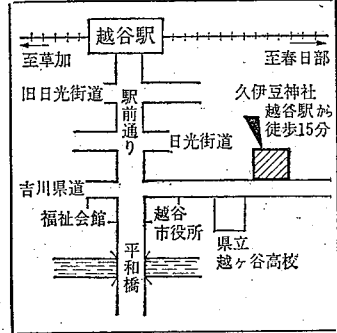 越谷駅
至草加
至春日部
旧日光街道
駅前通り
久伊豆神社
越谷駅から
徒歩15分
日光街道
吉川県道
福祉会館
越谷
市役所
県立
越ヶ谷高校
平和橋